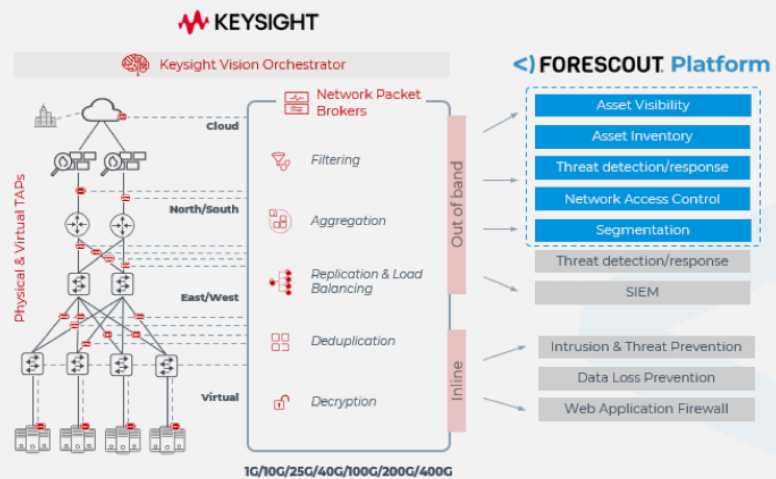 KEYSIGHT
Keysight Vision Orchestrator
<) FORESCOUT. Platform
Physical & Virtual TAPs
Cloud
North/South
East/West
Virtual
Network Packet
Brokers
Filtering
Aggregation
Replication & Load
Balancing
Deduplication
Decryption
Out of band
Inline
Asset Visibility
Asset Inventory
Threat detection/response
Network Access Control
Segmentation
Threat detection/response
SIEM
Intrusion & Threat Prevention
Data Loss Prevention
Web Application Firewall
1G/10G/25G/40G/100G/200G/400G